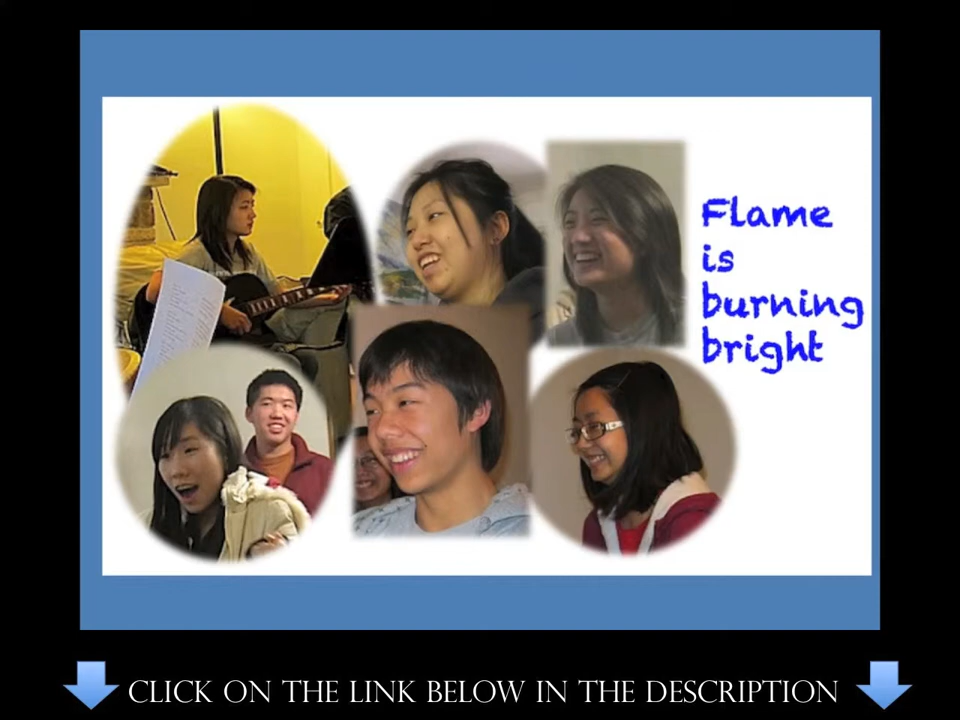 Flame
is
burning
bright
CLICK ON THE LINK BELOW IN THE DESCRIPTION